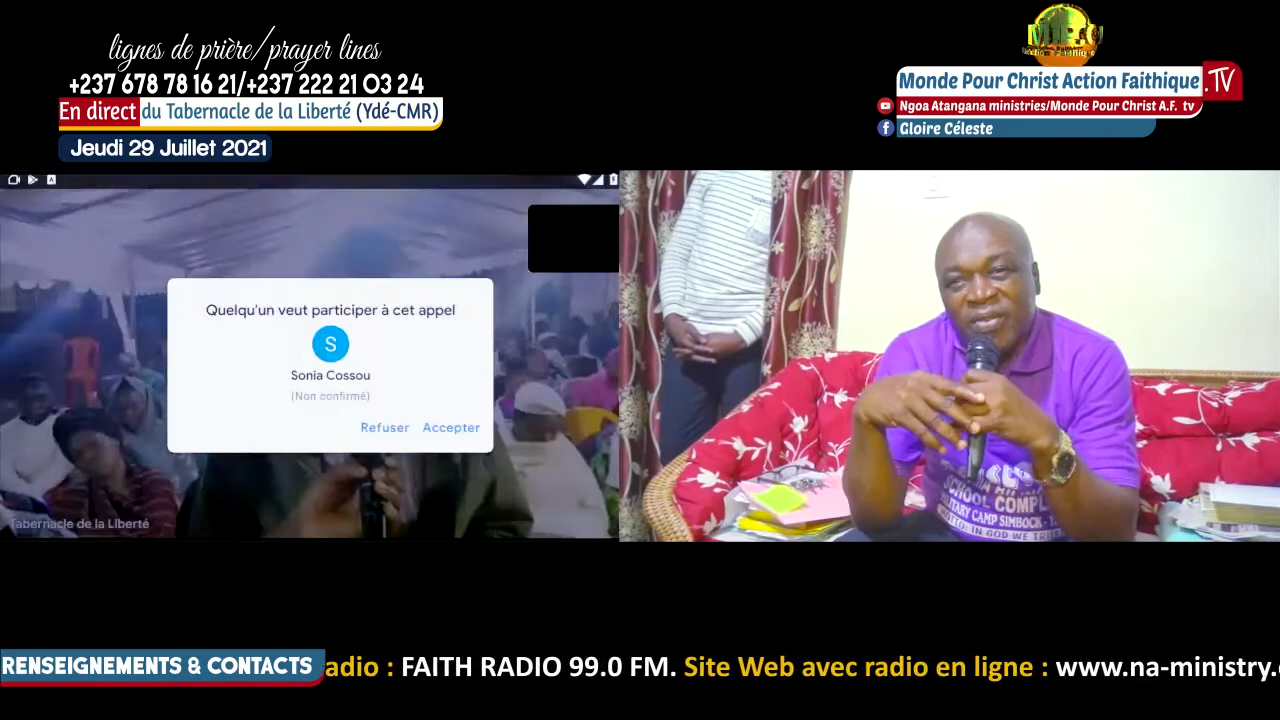 lignes de prière/prayer lines
+237 678 78 16 21/+237 222 21 03 24
En direct du Tabernacle de la Liberté (Ydé-CMR)
Jeudi 29 Juillet 2021
Monde Pour Christ Action Faithique .TV
Ngoa Atangana ministries/Monde Pour Christ A.F. tv
Gloire Céleste
Quelqu'un veut participer à cet appel
S
Sonia Cossou
(Non confirmé)
Refuser Accepter
Tabernacle de la Liberté
SCHOOL COMPL
CAMP SIMBOCK - Y
IN GOD WE TRUST
RENSEIGNEMENTS & CONTACTS adio : FAITH RADIO 99.0 FM. Site Web avec radio en ligne : www.na-ministry.